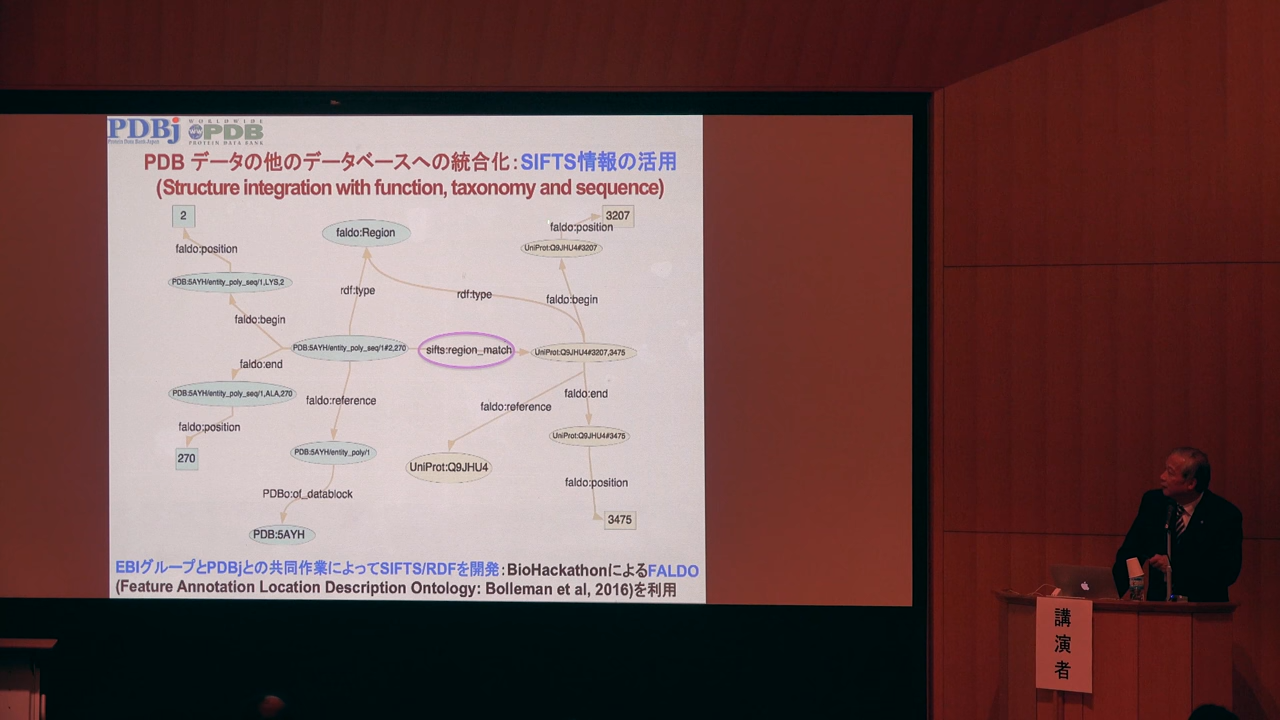 PDBj
Protein Data Bank Japan
WORLDWIDE
PDB
PROTEIN DATA BANK
PDB データの他のデータベースへの統合化:SIFTS情報の活用
(Structure integration with function, taxonomy and sequence)
2
faldo:Region
3207
faldo:position
faldo:position
UniProt:Q9JHU4#3207
PDB:5AYH/entity_poly_seq/1,LYS,2
rdf:type
rdf:type
faldo:begin
faldo:begin
PDB:5AYH/entity_poly_seq/1#2,270
sifts:region_match
UniProt:Q9JHU4#3207,3475
faldo:end
PDB:5AYH/entity_poly_seq/1,ALA,270
faldo:reference
faldo:reference
faldo:end
faldo:position
UniProt:Q9JHU4#3475
270
PDB:5AYH/entity_poly/1
UniProt:Q9JHU4
faldo:position
PDBo:of_datablock
3475
PDB:5AYH
EBIグループとPDBjとの共同作業によってSIFTS/RDFを開発:BioHackathonによるFALDO
(Feature Annotation Location Description Ontology: Bolleman et al, 2016)を利用
講演者